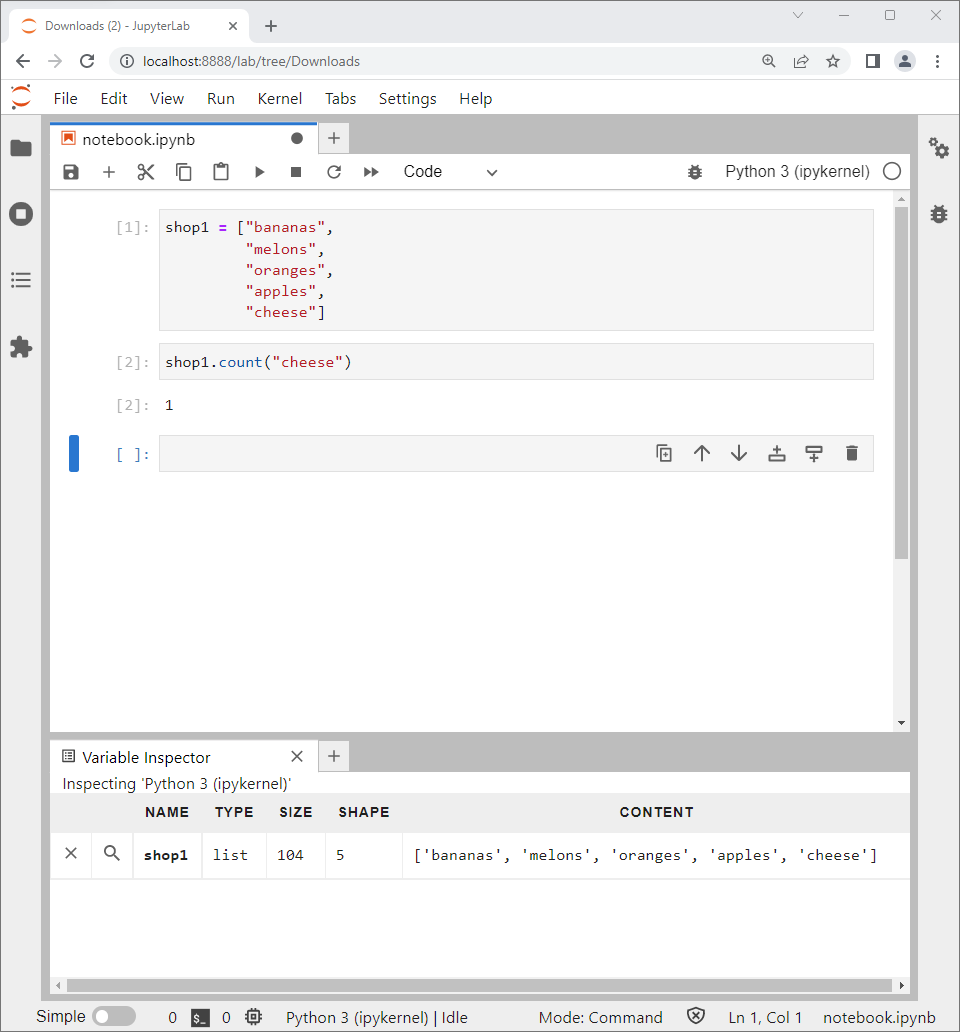 Downloads (2) - JupyterLab
localhost:8888/lab/tree/Downloads
File Edit View Run Kernel Tabs Settings Help
notebook.ipynb
Code Python 3 (ipykernel)
[1]: shop1 = ["bananas",
"melons",
"oranges",
"apples",
"cheese"]
[2]: shop1.count("cheese")
[2]: 1
[ ]:
Variable Inspector
Inspecting 'Python 3 (ipykernel)'
NAME TYPE SIZE SHAPE CONTENT
shop1 list 104 5 ['bananas', 'melons', 'oranges', 'apples', 'cheese']
Simple 0 $_ 0 Python 3 (ipykernel) | Idle Mode: Command Ln 1, Col 1 notebook.ipynb